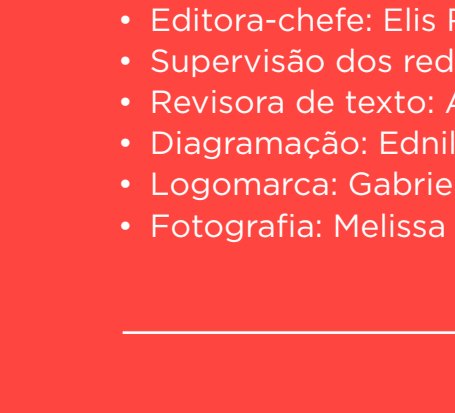 • Editora-chefe: Elis
• Supervisão dos
• Revisora de texto:
• Diagramação:
• Logomarca:
• Fotografia: Melissa